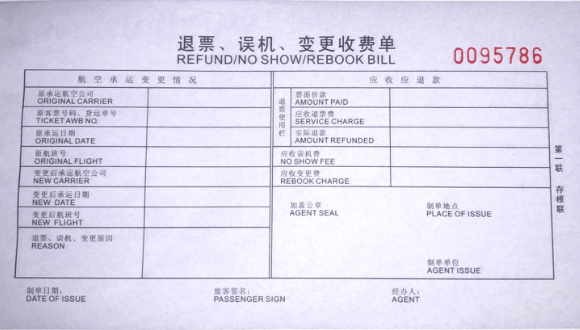 退票、误机、变更收费单
REFUND/NO SHOW/REBOOK BILL
0095786
航空承运变更情况
应收应退款
原承运航空公司
ORIGINAL CARRIER
原客票号码、货运单号
TICKET AWB NO.
原承运日期
ORIGINAL DATE
原航班号
ORIGINAL FLIGHT
变更后承运航空公司
NEW CARRIER
变更后承运日期
NEW DATE
变更后航班号
NEW FLIGHT
退票、误机、变更原因
REASON
退票使用栏
票面价款
AMOUNT PAID
应收退票费
SERVICE CHARGE
实际退款
AMOUNT REFUNDED
应收误机费
NO SHOW FEE
应收变更费
REBOOK CHARGE
加盖公章
AGENT SEAL
制单地点
PLACE OF ISSUE
制单单位
AGENT ISSUE
第一联 存根联
制单日期：
DATE OF ISSUE
旅客签名：
PASSENGER SIGN
经办人：
AGENT